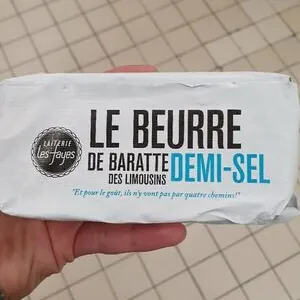 LAITERIE
les-fayes
LE BEURRE
DE BARATTE DEMI-SEL
DES LIMOUSINS
"Et pour le goût, ils n'y vont pas par quatre chemins!"